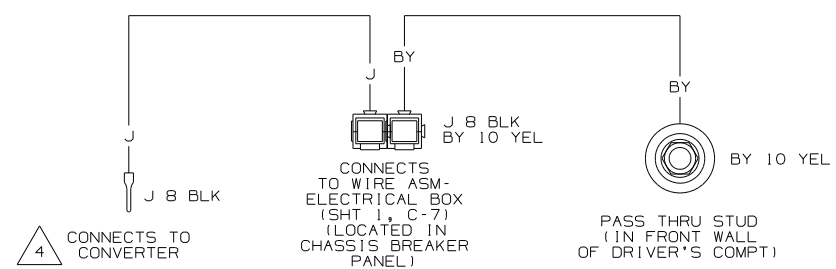 BY
J
BY
J
J 8 BLK
BY 10 YEL
BY 10 YEL
CONNECTS
TO WIRE ASM-
ELECTRICAL BOX
(SHT 1, C-7)
(LOCATED IN
CHASSIS BREAKER
PANEL)
J 8 BLK
4
CONNECTS TO
CONVERTER
PASS THRU STUD
(IN FRONT WALL
OF DRIVER'S COMPT)